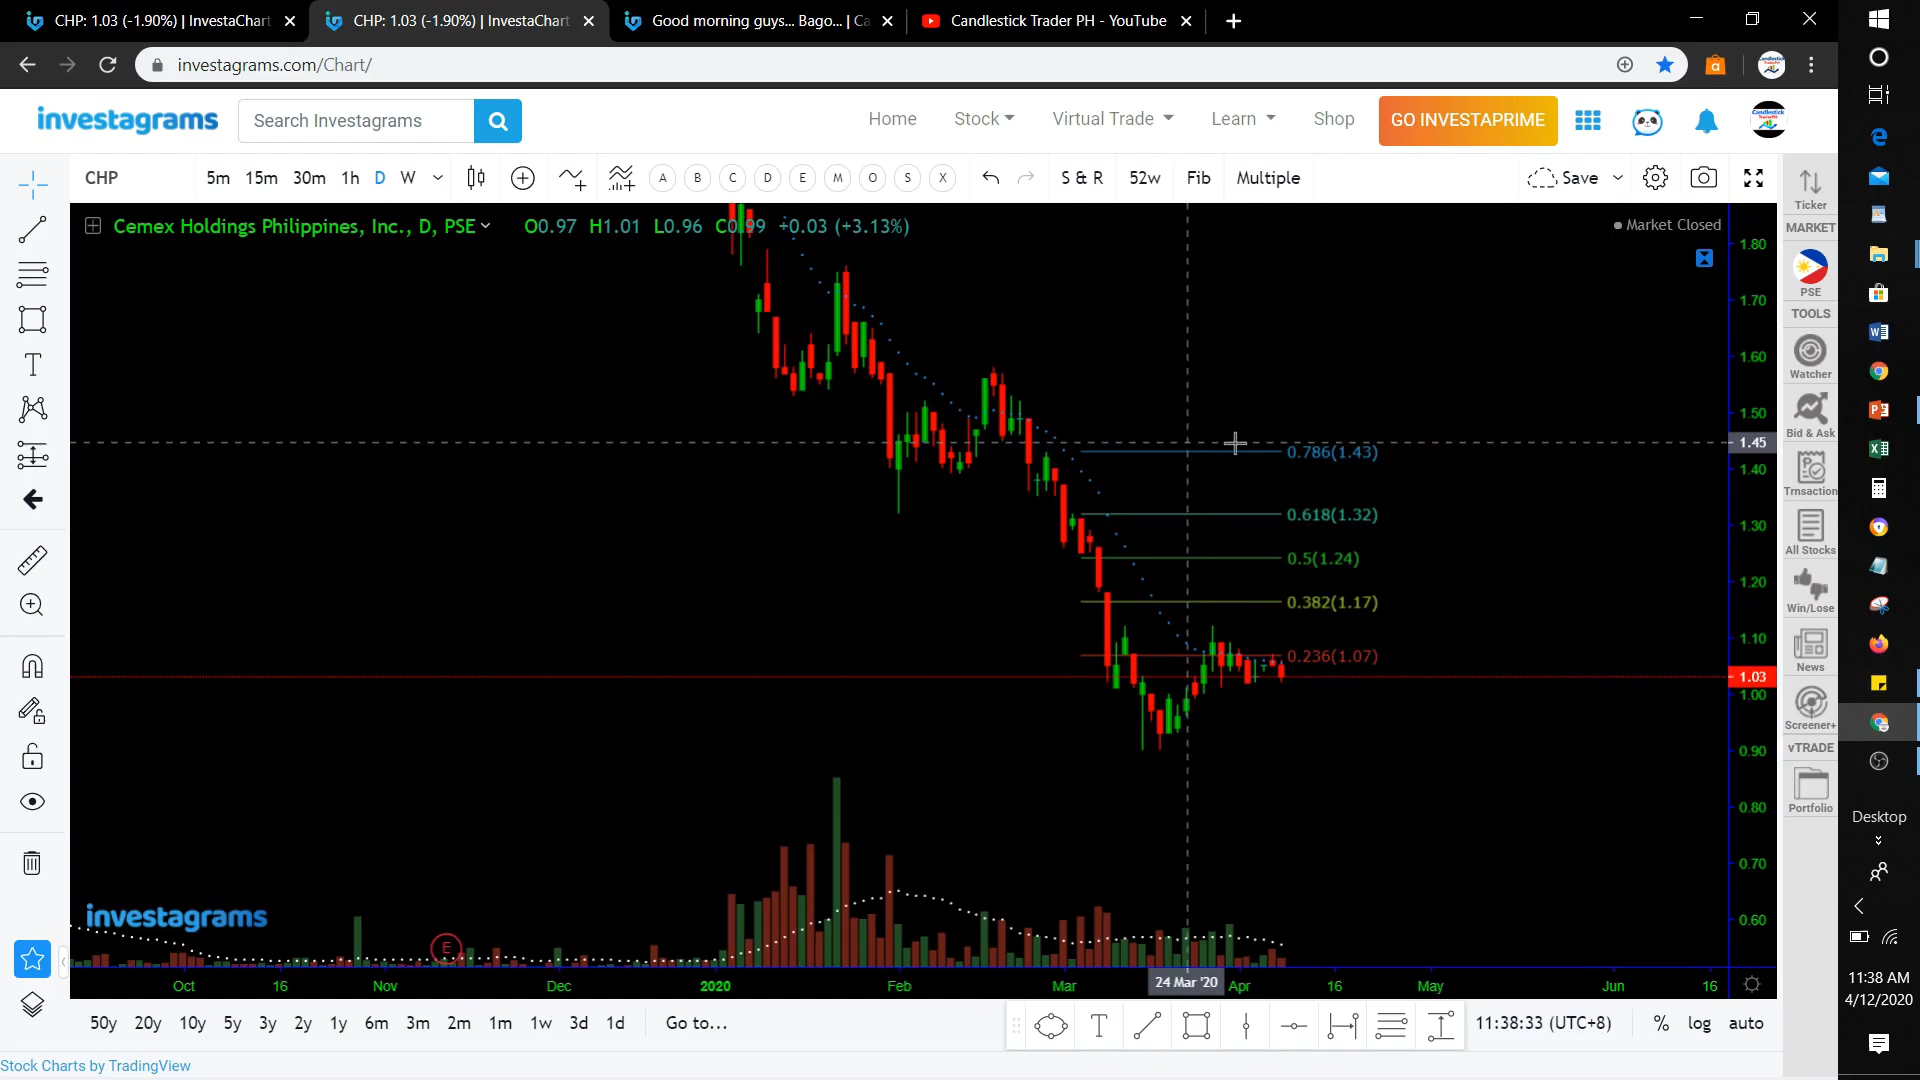 CHP: 1.03 (-1.90%) | InvestaChart
CHP: 1.03 (-1.90%) | InvestaChart
Good morning guys... Bago... | Ca
Candlestick Trader PH - YouTube
investagrams.com/Chart/
investagrams
Search Investagrams
Home
Stock
Virtual Trade
Learn
Shop
GO INVESTAPRIME
CHP
5m 15m 30m 1h D W
A B C D E M O S X
S & R
52w
Fib
Multiple
Save
Cemex Holdings Philippines, Inc., D, PSE
O0.97 H1.01 L0.96 C0.99 +0.03 (+3.13%)
Market Closed
1.80
1.70
1.60
1.50
1.45
1.40
1.30
1.20
1.10
1.03
1.00
0.90
0.80
0.70
0.60
0.786(1.43)
0.618(1.32)
0.5(1.24)
0.382(1.17)
0.236(1.07)
investagrams
E
Oct 16 Nov Dec 2020 Feb Mar 24 Mar '20 Apr 16 May Jun 16
50y 20y 10y 5y 3y 2y 1y 6m 3m 2m 1m 1w 3d 1d
Go to...
11:38:33 (UTC+8)
% log auto
Stock Charts by TradingView
Ticker
MARKET
PSE
TOOLS
Watcher
Bid & Ask
Trnsaction
All Stocks
Win/Lose
News
Screener+
vTRADE
Portfolio
Desktop
11:38 AM
4/12/2020